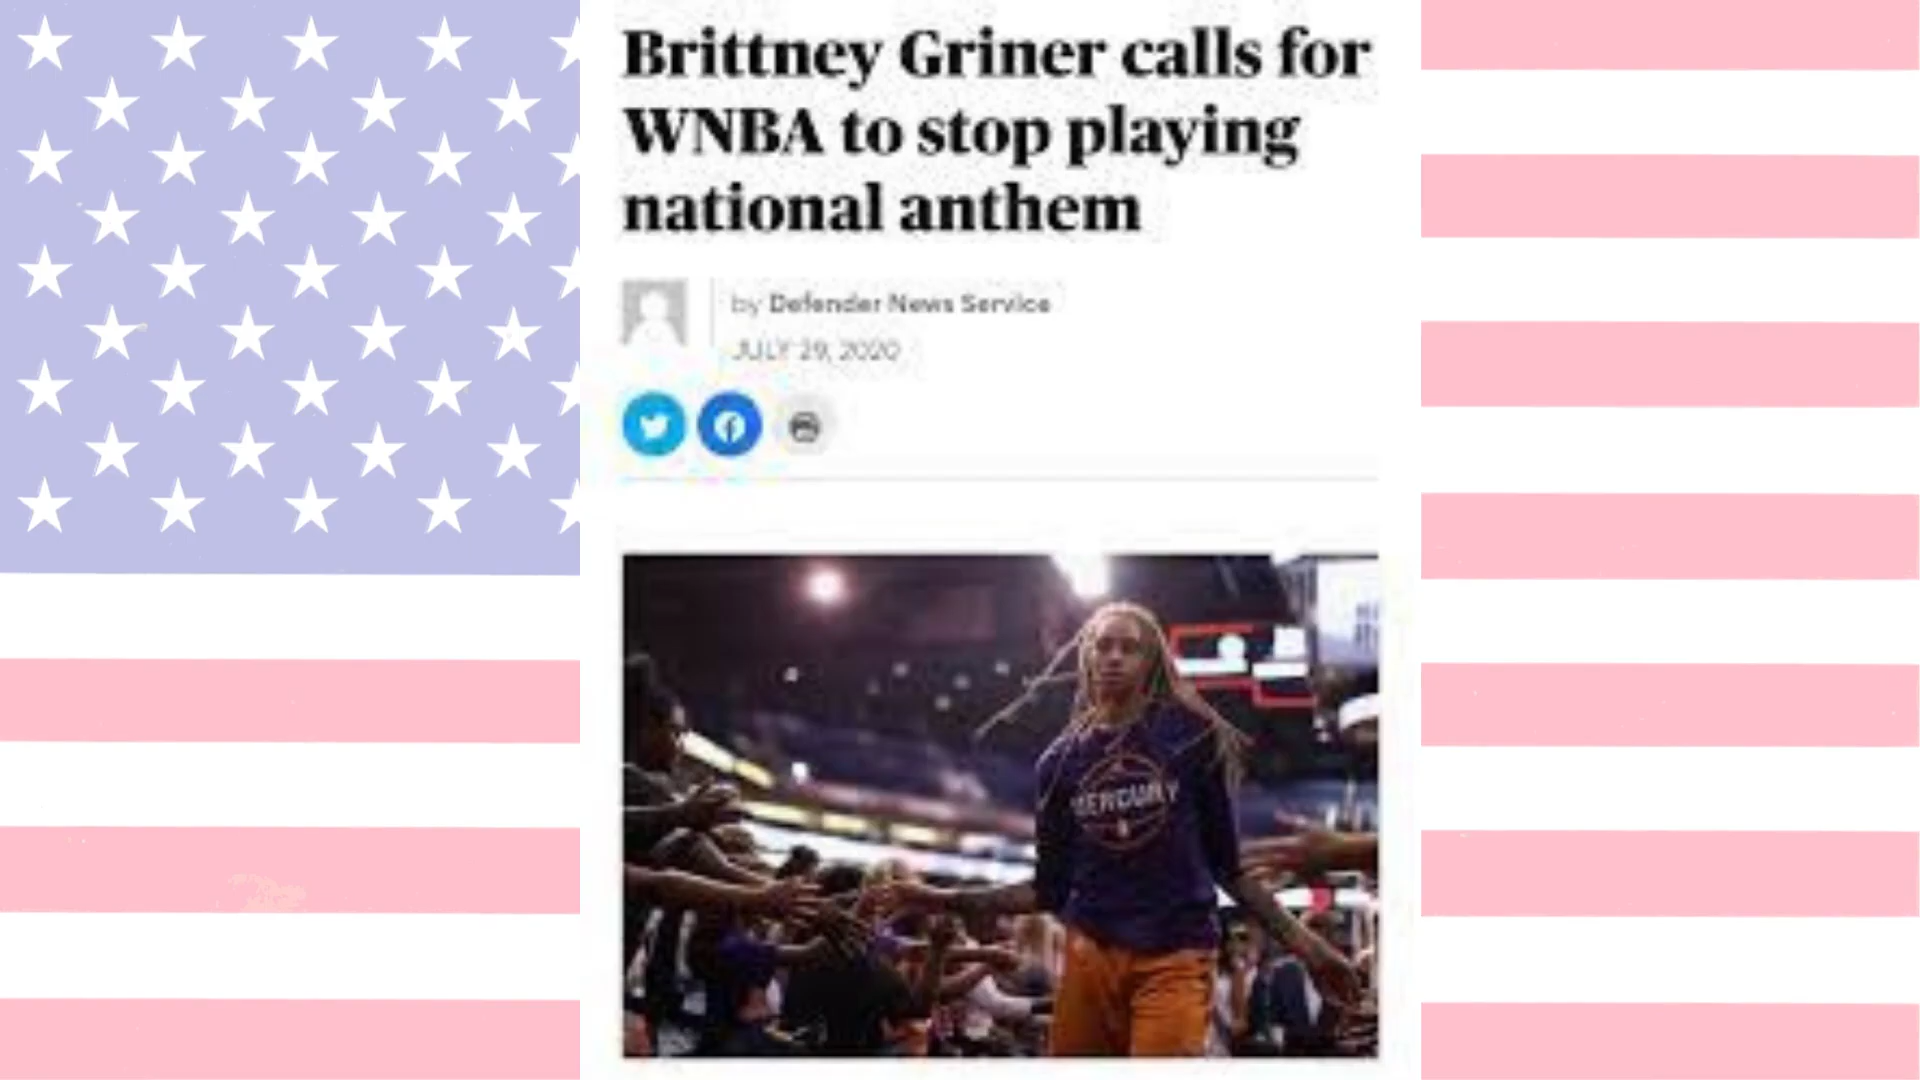 Brittney Griner calls for
WNBA to stop playing
national anthem
by Defender News Service
JULY 29, 2020
MERCURY